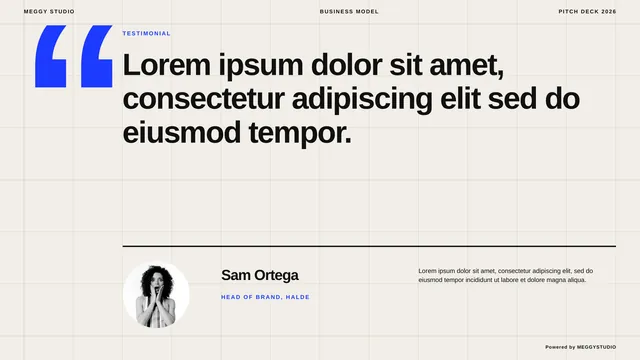 MEGGY STUDIO
BUSINESS MODEL
PITCH DECK 2026
TESTIMONIAL
“
Lorem ipsum dolor sit amet,
consectetur adipiscing elit sed do
eiusmod tempor.
Sam Ortega
HEAD OF BRAND, HALDE
Lorem ipsum dolor sit amet, consectetur adipiscing elit, sed do
eiusmod tempor incididunt ut labore et dolore magna aliqua.
Powered by MEGGYSTUDIO